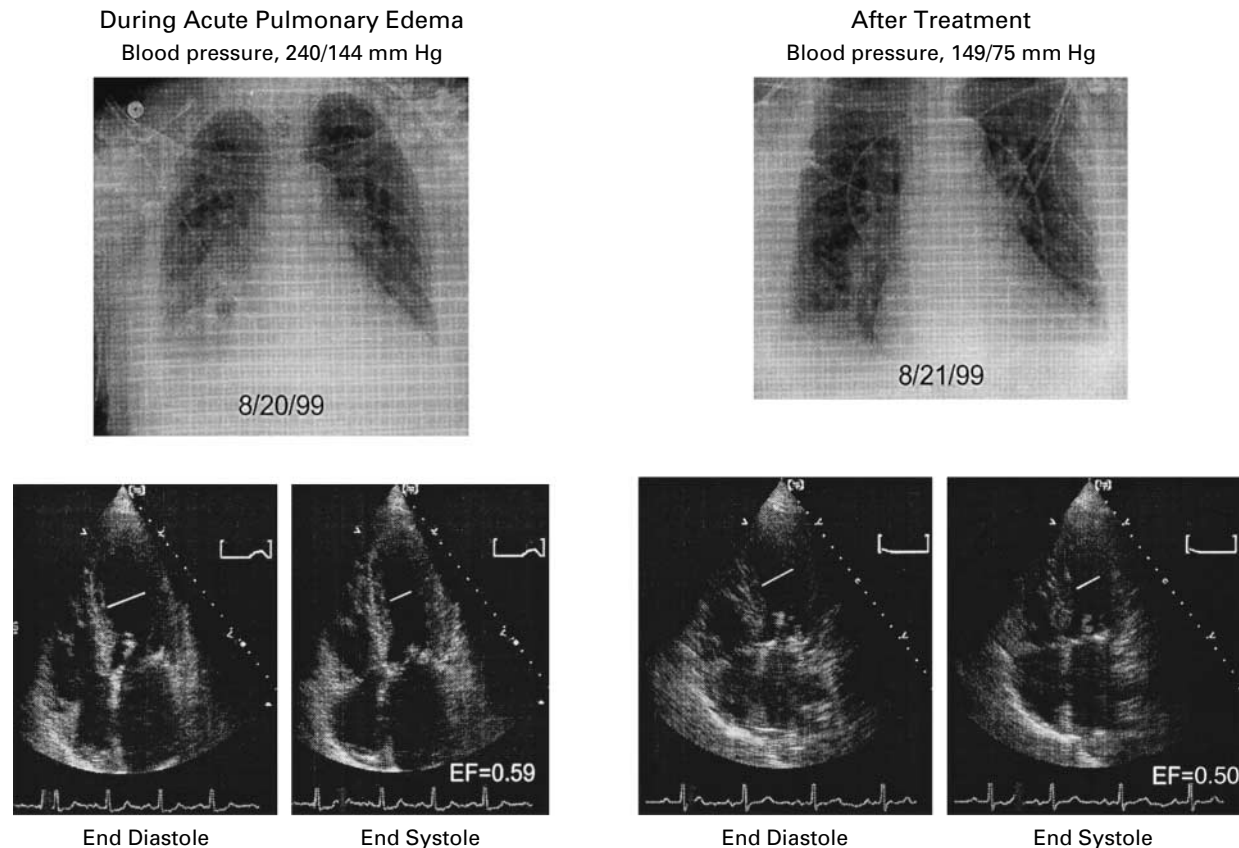 During Acute Pulmonary Edema
Blood pressure, 240/144 mm Hg
After Treatment
Blood pressure, 149/75 mm Hg
8/20/99
8/21/99
EF=0.59
EF=0.50
End Diastole
End Systole
End Diastole
End Systole